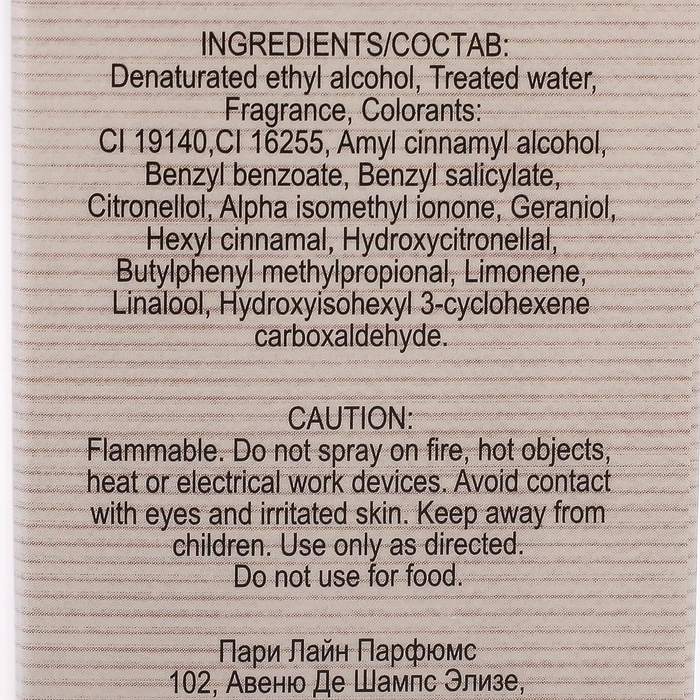 INGREDIENTS/СОСТАВ:
Denaturated ethyl alcohol, Treated water,
Fragrance, Colorants:
CI 19140,CI 16255, Amyl cinnamyl alcohol,
Benzyl benzoate, Benzyl salicylate,
Citronellol, Alpha isomethyl ionone, Geraniol,
Hexyl cinnamal, Hydroxycitronellal,
Butylphenyl methylpropional, Limonene,
Linalool, Hydroxyisohexyl 3-cyclohexene
carboxaldehyde.
CAUTION:
Flammable. Do not spray on fire, hot objects,
heat or electrical work devices. Avoid contact
with eyes and irritated skin. Keep away from
children. Use only as directed.
Do not use for food.
Пари Лайн Парфюмс
102, Авеню Де Шампс Элизе,